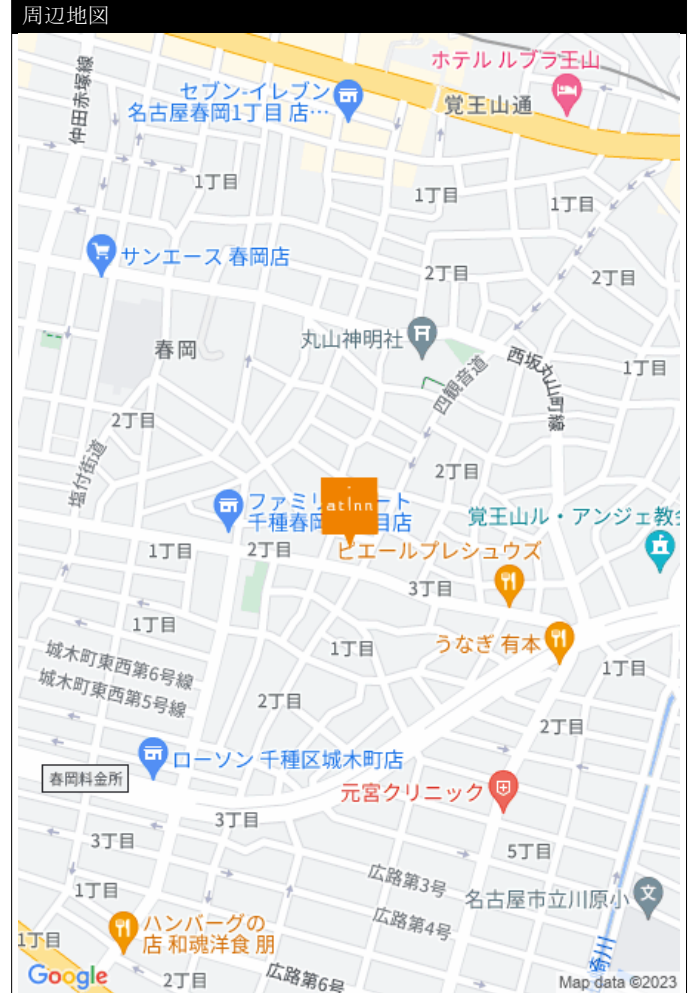 周辺地図
ホテル ルブラ王山
仲田赤塚線
セブン-イレブン
名古屋春岡1丁目 店…
覚王山通
1丁目
1丁目
1丁目
サンエース 春岡店
2丁目
2丁目
丸山神明社
春岡
西坂丸山町線
1丁目
四観音道
2丁目
塩付街道
2丁目
ファミリ
ート
atinn
千種春岡
目店
覚王山ル・アンジェ教会
1丁目
2丁目
ピエールプレシュウズ
3丁目
1丁目
うなぎ 有本
1丁目
城木町東西第6号線
1丁目
城木町東西第5号線
2丁目
2丁目
ローソン 千種区城木町店
春岡料金所
元宮クリニック
3丁目
3丁目
5丁目
広路第3号
1丁目
名古屋市立川原小
ハンバーグの
店 和魂洋食 朋
広路第4号
1丁目
崎川
Google
2丁目
広路第6号
Map data ©2023